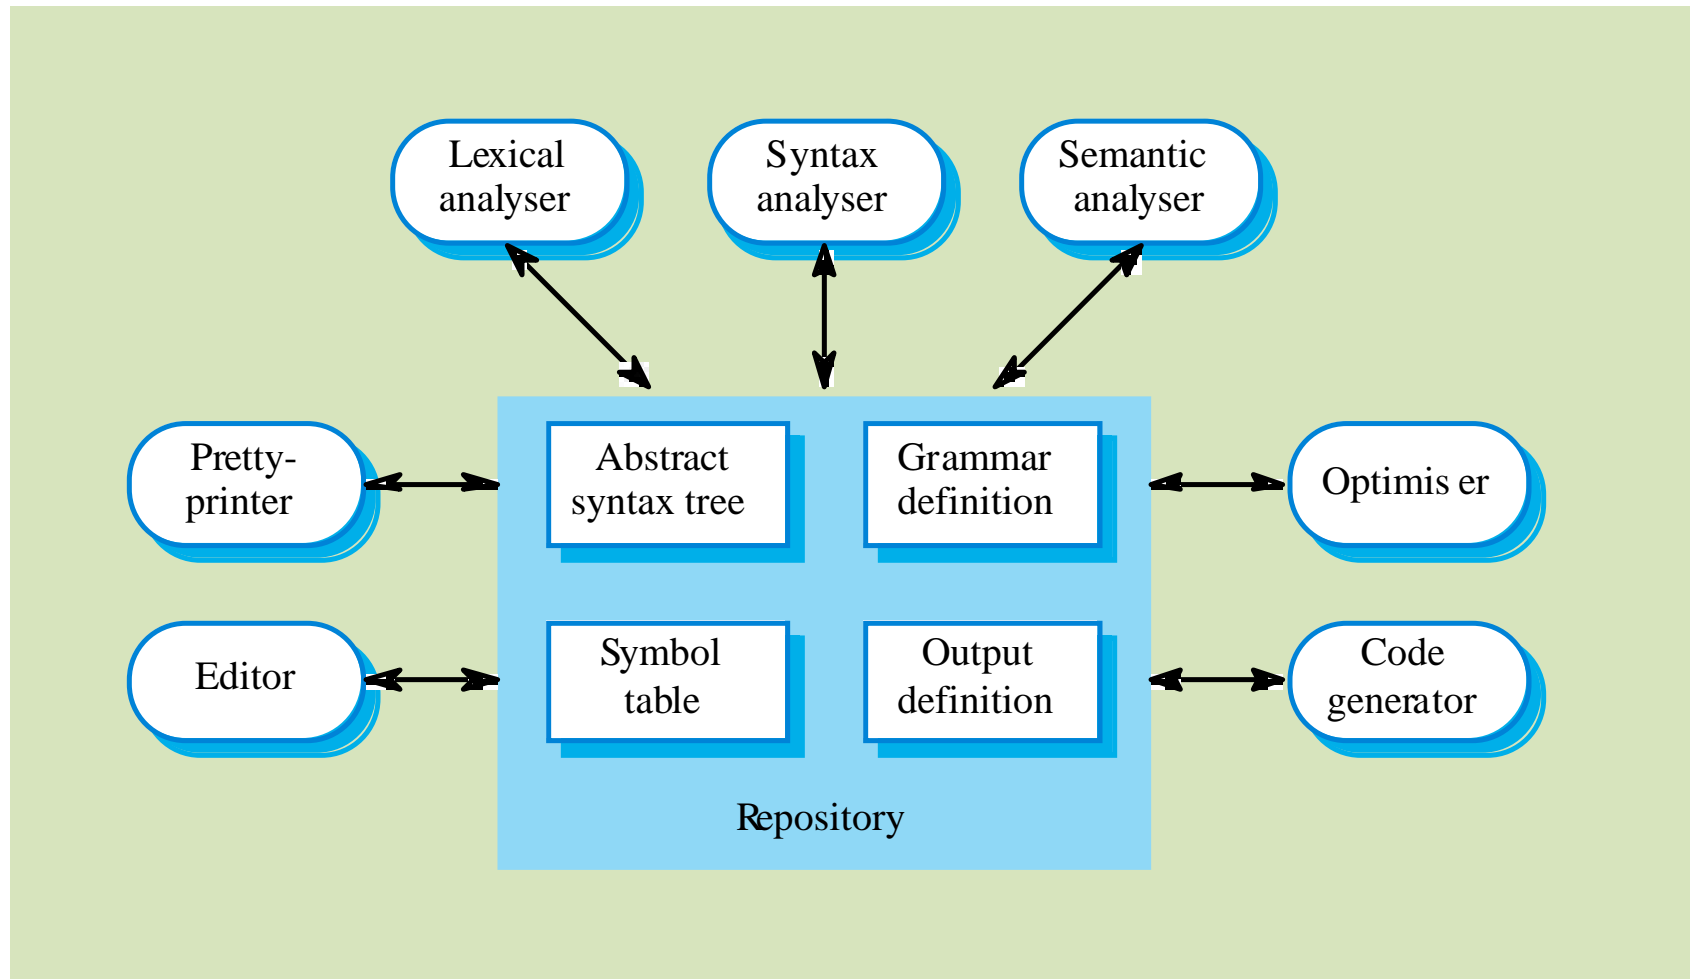 Lexical
analyser
Syntax
analyser
Semantic
analyser
Pretty-
printer
Abstract
syntax tree
Grammar
definition
Optimis er
Editor
Symbol
table
Output
definition
Code
generator
Repository